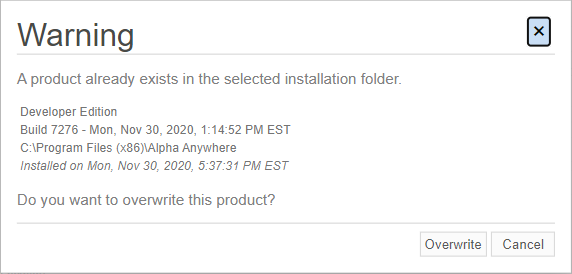 Warning
×
A product already exists in the selected installation folder.
Developer Edition
Build 7276 - Mon, Nov 30, 2020, 1:14:52 PM EST
C:\Program Files (x86)\Alpha Anywhere
Installed on Mon, Nov 30, 2020, 5:37:31 PM EST
Do you want to overwrite this product?
Overwrite Cancel